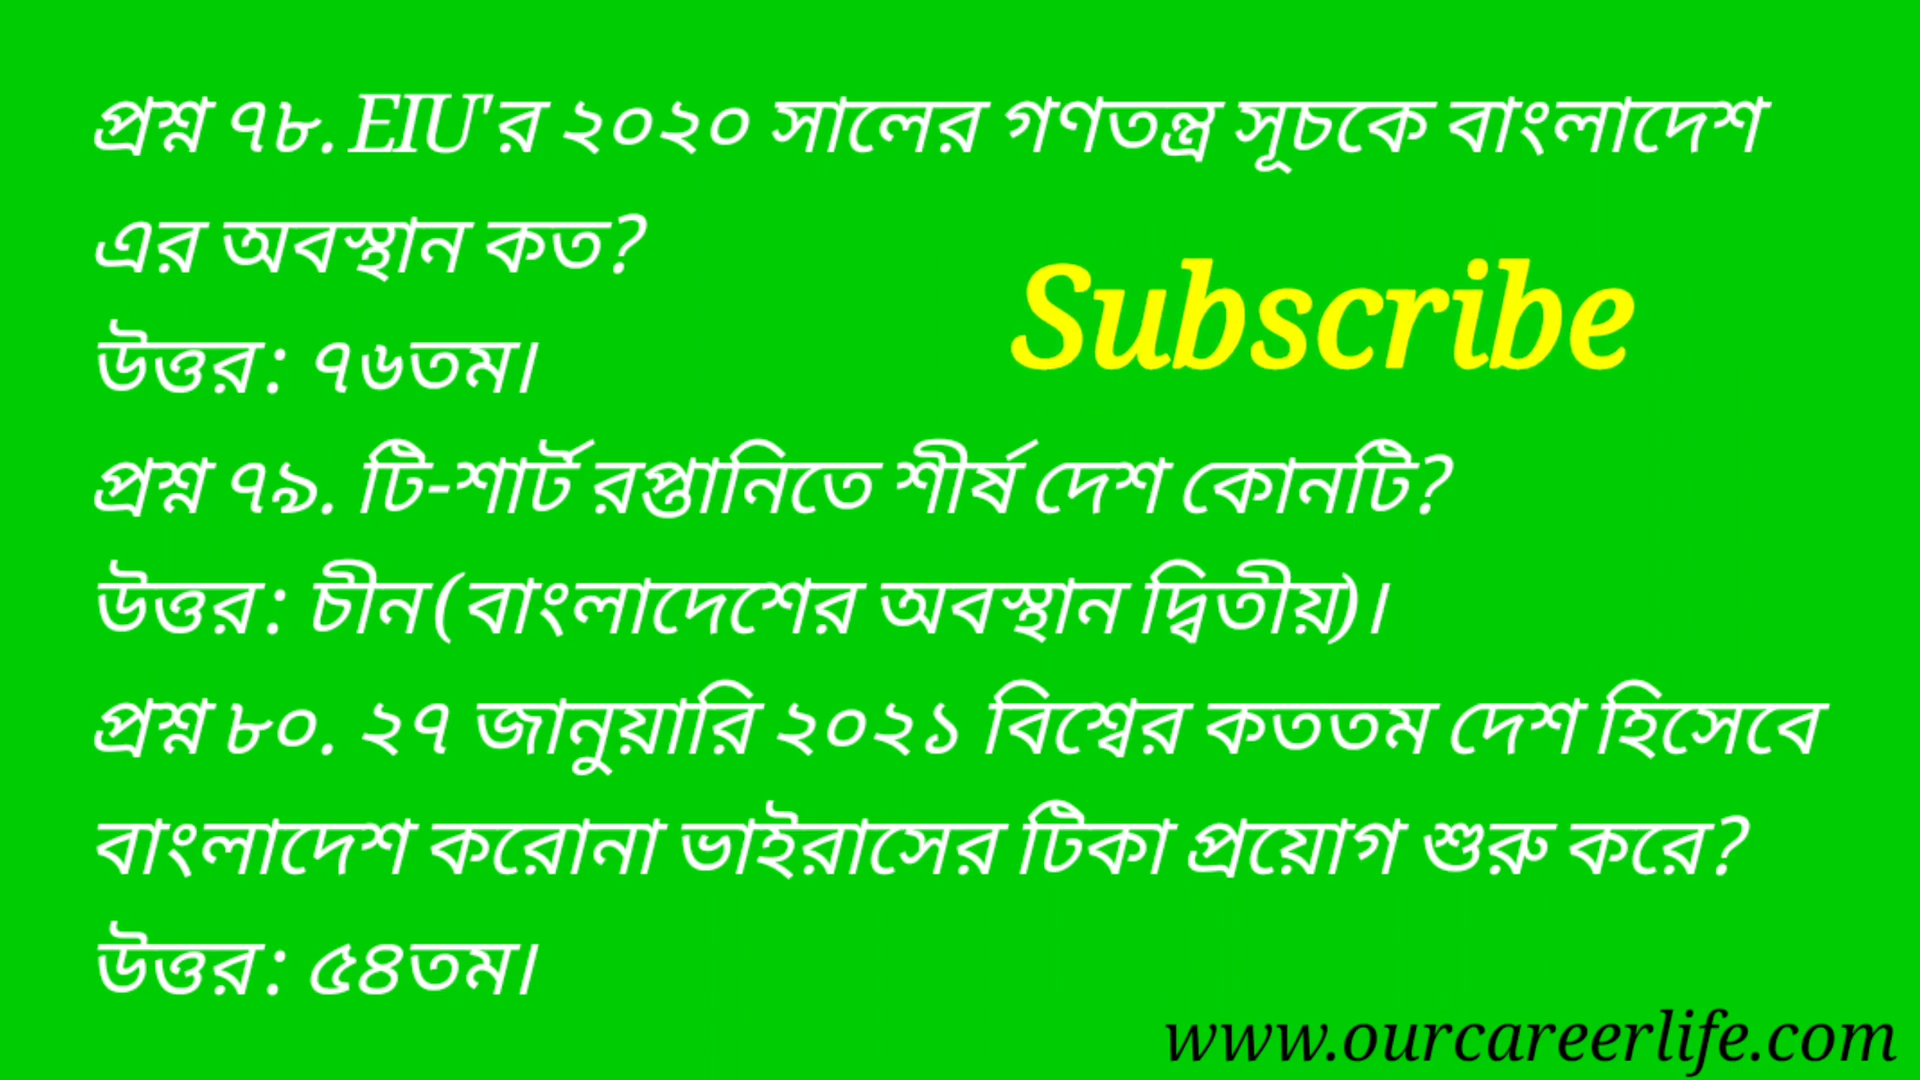 প্রশ্ন ৭৮. EIU'র ২০২০ সালের গণতন্ত্র সূচকে বাংলাদেশ
এর অবস্থান কত?
Subscribe
উত্তর: ৭৬তম।
প্রশ্ন ৭৯. টি-শার্ট রপ্তানিতে শীর্ষ দেশ কোনটি?
উত্তর: চীন(বাংলাদেশের অবস্থান দ্বিতীয়)।
প্রশ্ন ৮০. ২৭ জানুয়ারি ২০২১ বিশ্বের কততম দেশ হিসেবে
বাংলাদেশ করোনা ভাইরাসের টিকা প্রয়োগ শুরু করে?
উত্তর: ৫৪তম।
www.ourcareerlife.com